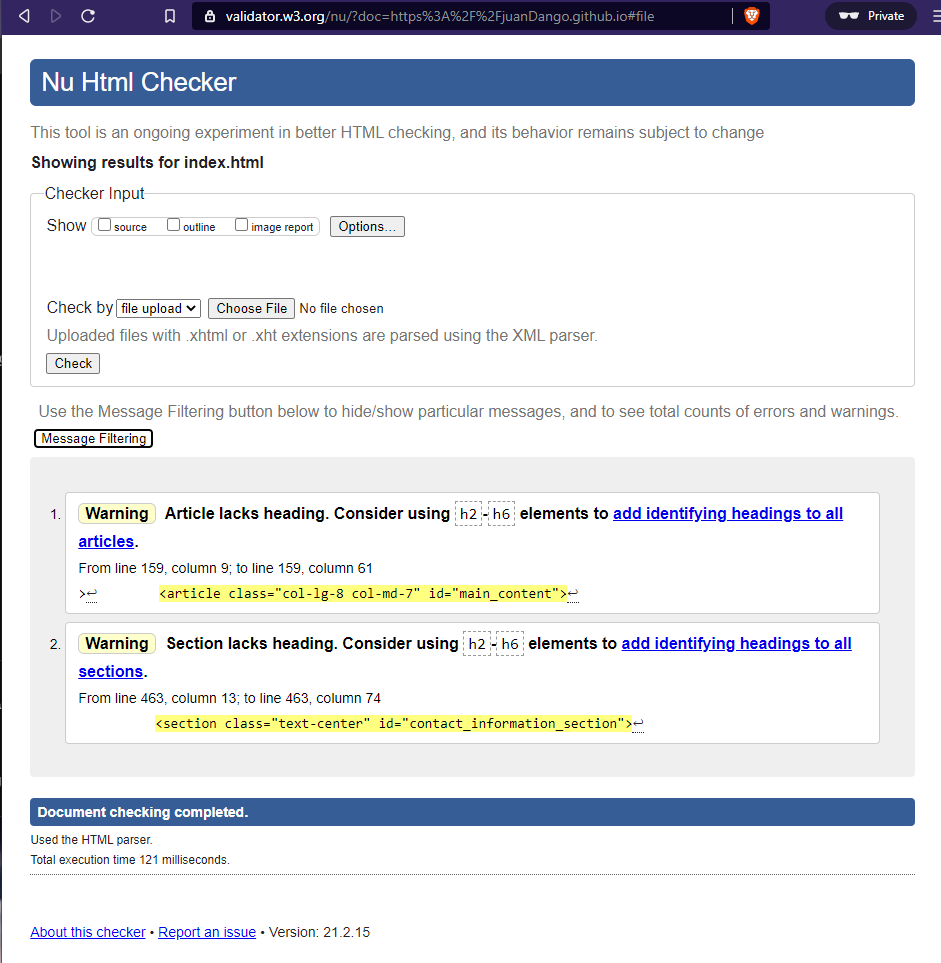 validator.w3.org/nu/?doc=https%3A%2F%2FjuanDango.github.io#file
Private
Nu Html Checker
This tool is an ongoing experiment in better HTML checking, and its behavior remains subject to change
Showing results for index.html
Checker Input
Show source outline image report Options...
Check by file upload Choose File No file chosen
Uploaded files with .xhtml or .xht extensions are parsed using the XML parser.
Check
Use the Message Filtering button below to hide/show particular messages, and to see total counts of errors and warnings.
Message Filtering
1. Warning Article lacks heading. Consider using h2-h6 elements to add identifying headings to all
articles.
From line 159, column 9; to line 159, column 61
>↩ <article class="col-lg-8 col-md-7" id="main_content">↩
2. Warning Section lacks heading. Consider using h2-h6 elements to add identifying headings to all
sections.
From line 463, column 13; to line 463, column 74
<section class="text-center" id="contact_information_section">↩
Document checking completed.
Used the HTML parser.
Total execution time 121 milliseconds.
About this checker • Report an issue • Version: 21.2.15